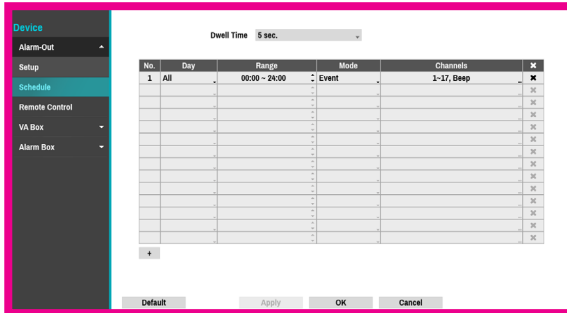 Device
Alarm-Out
Setup
Schedule
Remote Control
VA Box
Alarm Box
Dwell Time 5 sec.
No. Day Range Mode Channels ✖
1 All 00:00 ~ 24:00 Event 1~17, Beep ✖
+
Default Apply OK Cancel